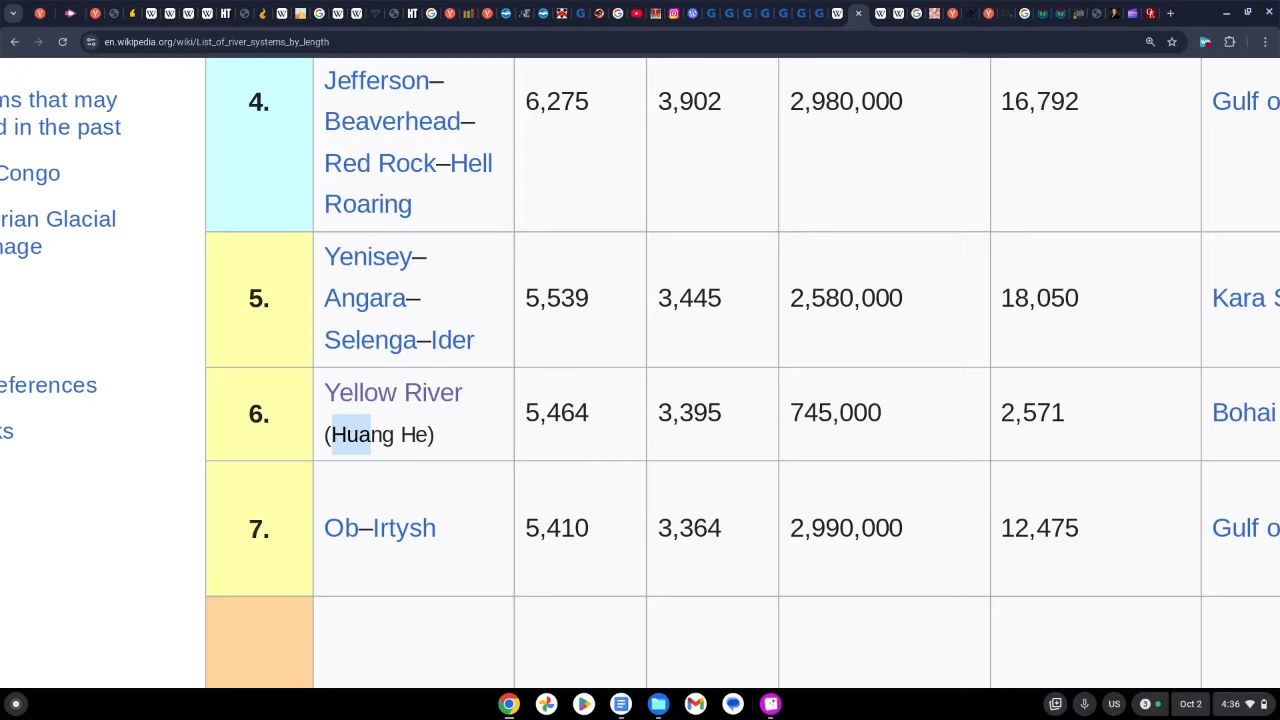 en.wikipedia.org/wiki/List_of_river_systems_by_length
ms that may
d in the past
Congo
rian Glacial
nage
eferences
ks
4.
Jefferson–
Beaverhead–
Red Rock–Hell
Roaring
6,275
3,902
2,980,000
16,792
Gulf o
5.
Yenisey–
Angara–
Selenga–Ider
5,539
3,445
2,580,000
18,050
Kara S
6.
Yellow River
(Huang He)
5,464
3,395
745,000
2,571
Bohai
7.
Ob–Irtysh
5,410
3,364
2,990,000
12,475
Gulf o
US
3
Oct 2
4:36